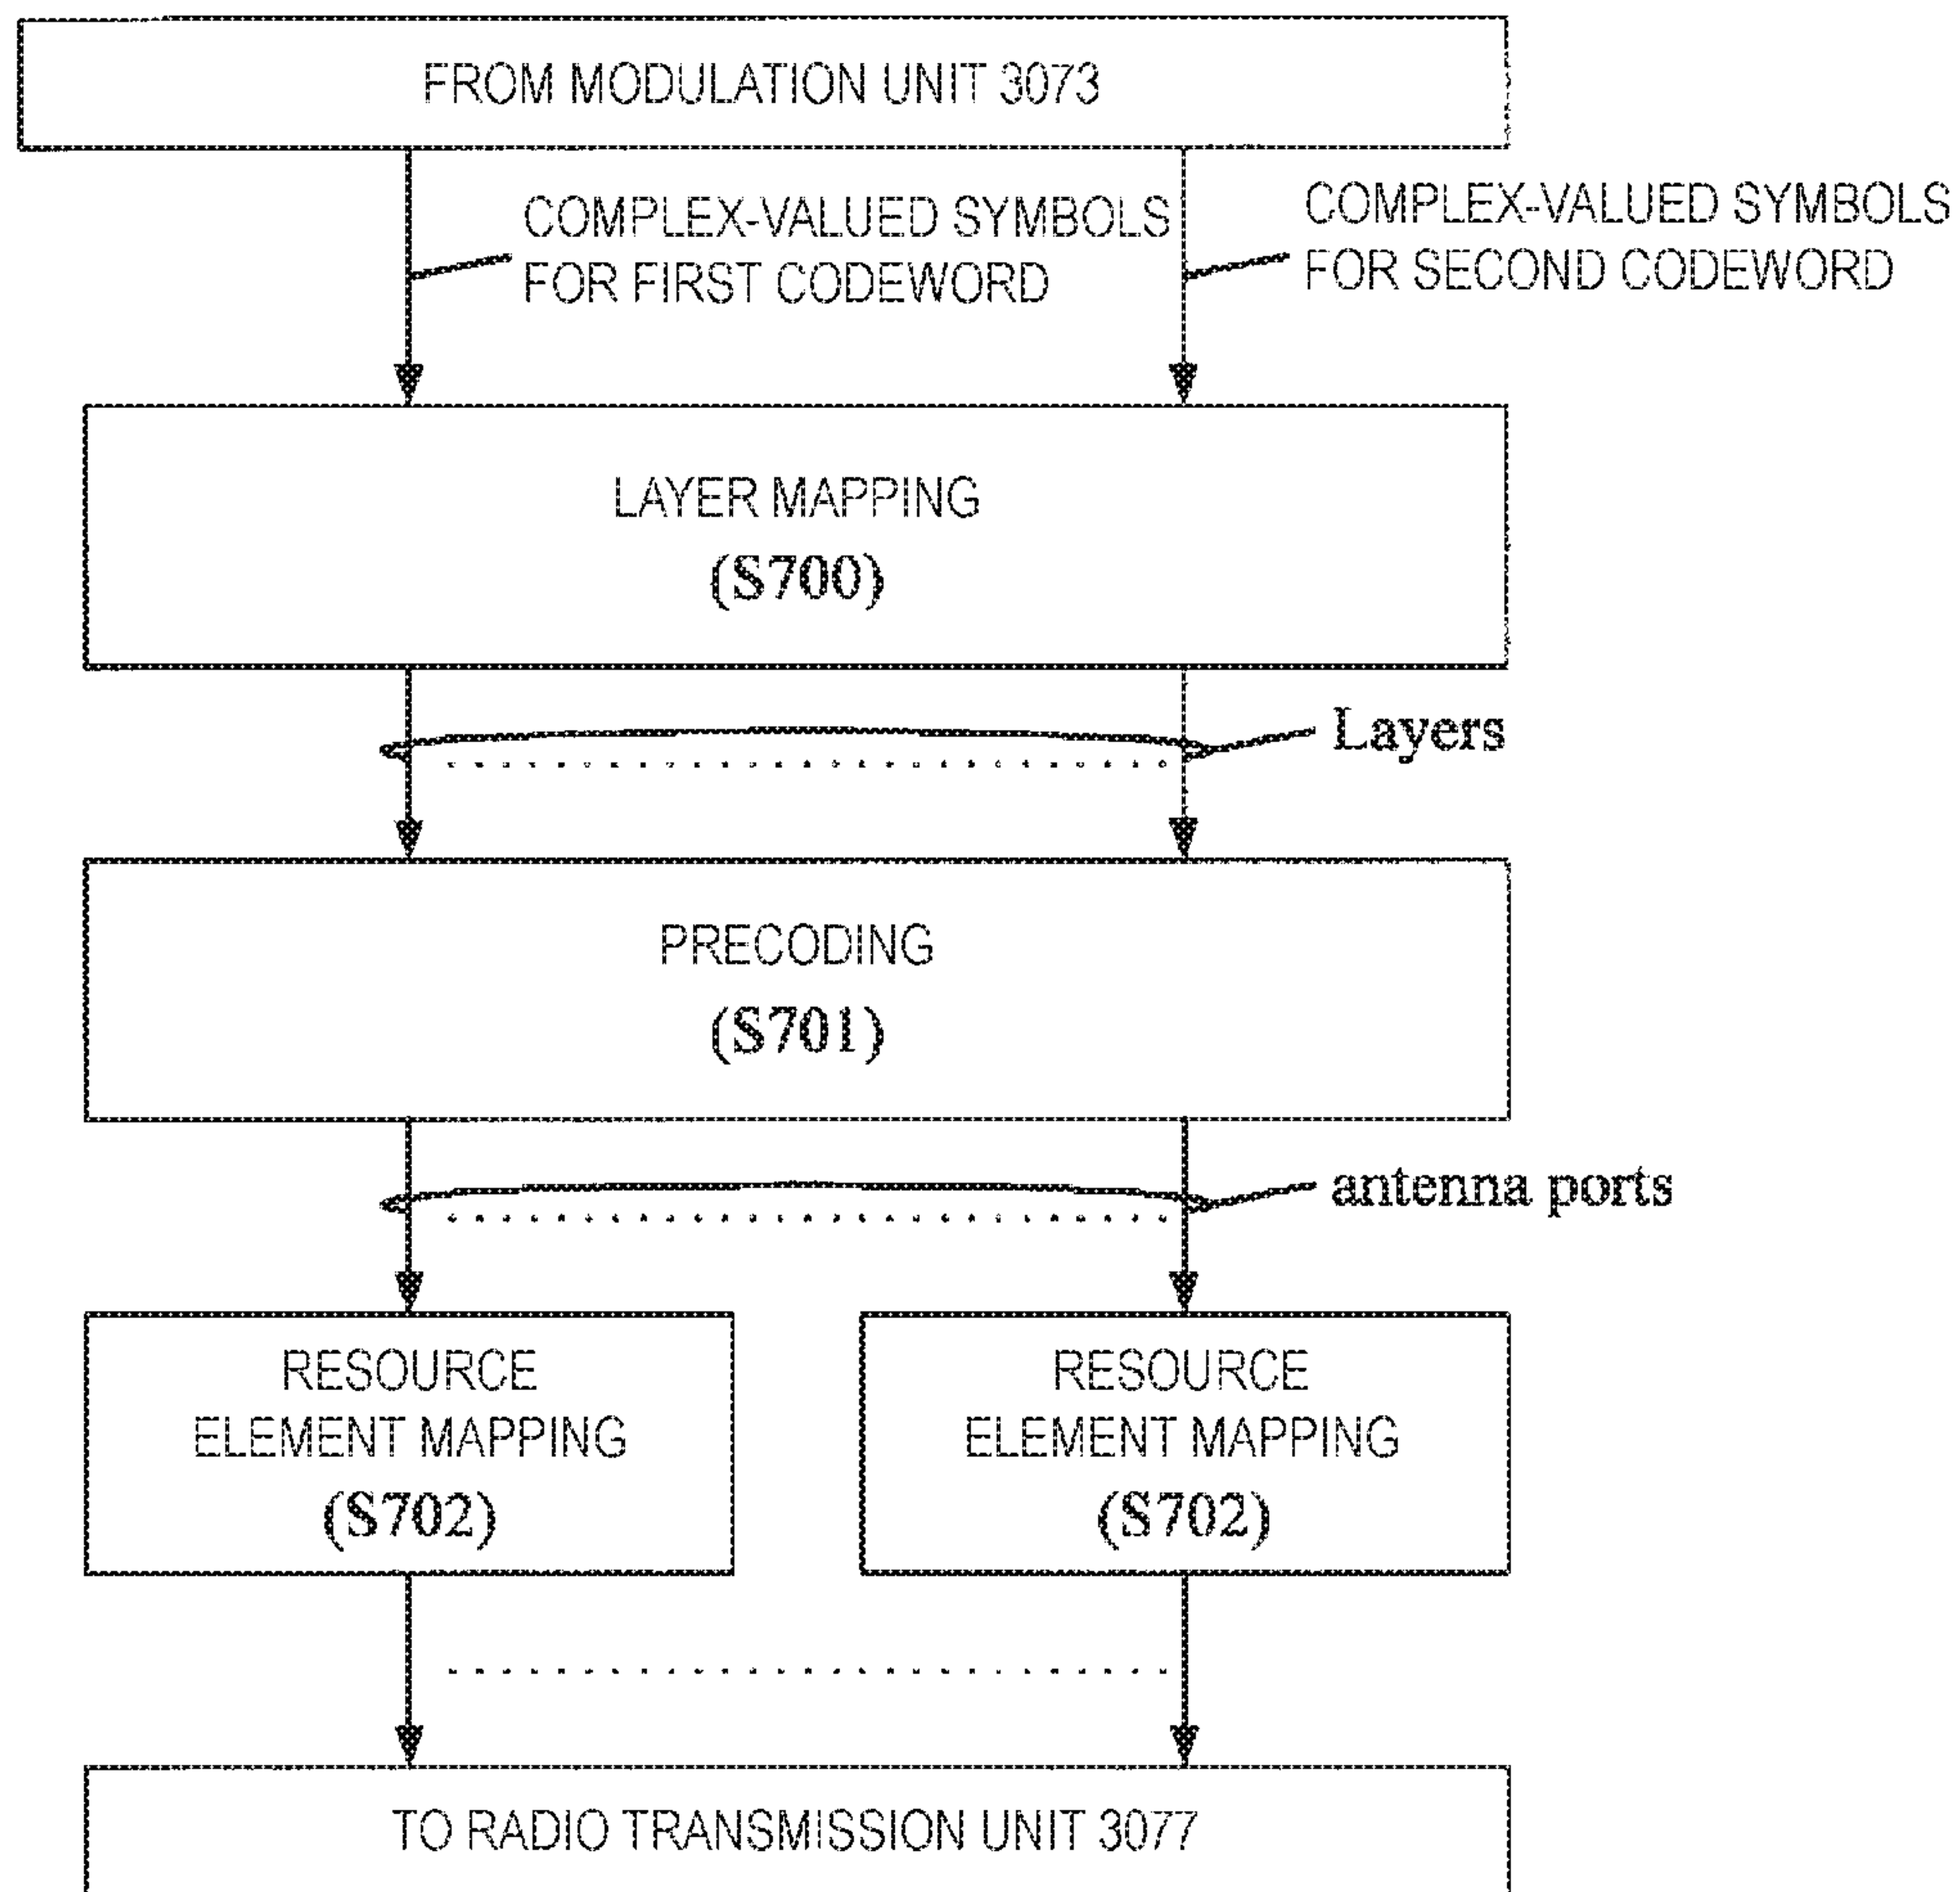 FROM MODULATION UNIT 3073
COMPLEX-VALUED SYMBOLS
FOR FIRST CODEWORD
COMPLEX-VALUED SYMBOLS
FOR SECOND CODEWORD
LAYER MAPPING
(S700)
Layers
PRECODING
(S701)
antenna ports
RESOURCE
ELEMENT MAPPING
(S702)
RESOURCE
ELEMENT MAPPING
(S702)
TO RADIO TRANSMISSION UNIT 3077